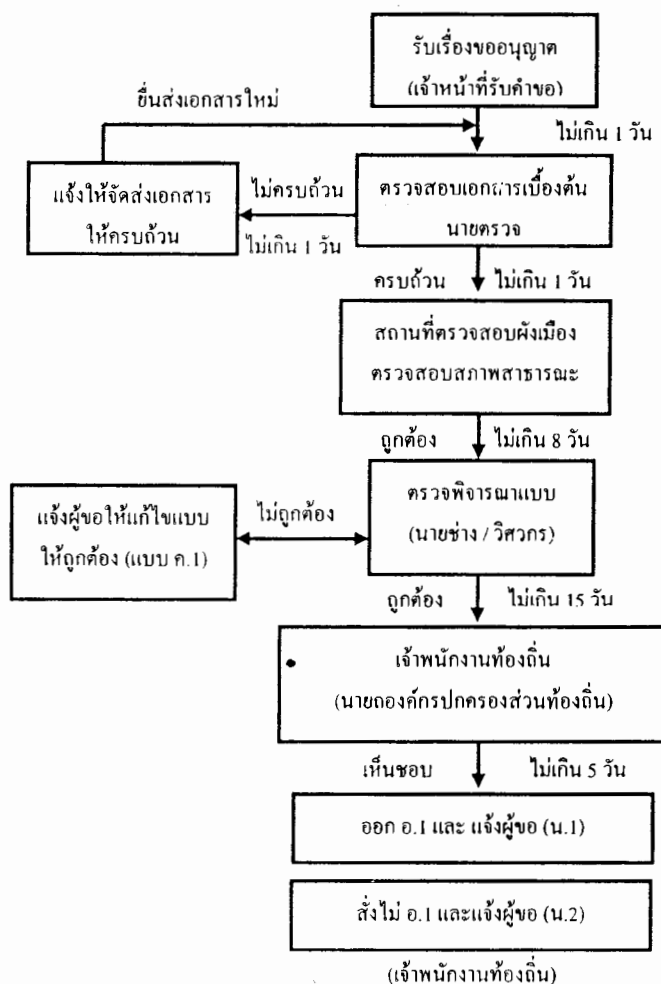 รับเรื่องขออนุญาต
(เจ้าหน้าที่รับคำขอ)
ยื่นส่งเอกสารใหม่
ไม่เกิน 1 วัน
แจ้งให้จัดส่งเอกสาร
ให้ครบถ้วน
ไม่ครบถ้วน
ไม่เกิน 1 วัน
ตรวจสอบเอกสารเบื้องต้น
นายตรวจ
ครบถ้วน ไม่เกิน 1 วัน
สถานที่ตรวจสอบผังเมือง
ตรวจสอบสภาพสาธารณะ
ถูกต้อง ไม่เกิน 8 วัน
แจ้งผู้ขอให้แก้ไขแบบ
ให้ถูกต้อง (แบบ ค.1)
ไม่ถูกต้อง
ตรวจพิจารณาแบบ
(นายช่าง / วิศวกร)
ถูกต้อง ไม่เกิน 15 วัน
เจ้าพนักงานท้องถิ่น
(นายกองค์กรปกครองส่วนท้องถิ่น)
เห็นชอบ ไม่เกิน 5 วัน
ออก อ.1 และ แจ้งผู้ขอ (น.1)
สั่งไม่ อ.1 และแจ้งผู้ขอ (น.2)
(เจ้าพนักงานท้องถิ่น)